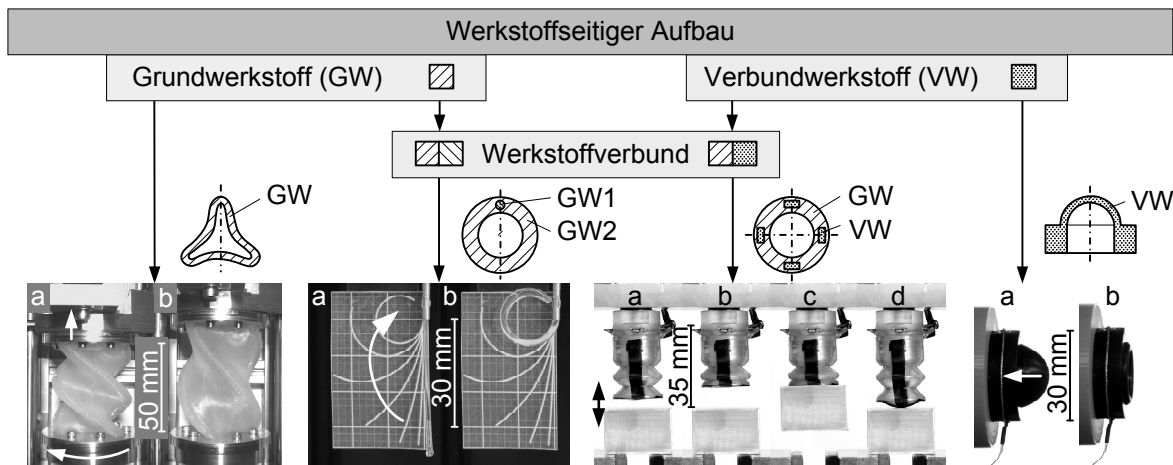 Werkstoffseitiger Aufbau
Grundwerkstoff (GW)
Verbundwerkstoff (VW)
Werkstoffverbund
GW
GW1
GW2
GW
VW
VW
a
b
50 mm
a
b
30 mm
a
b
c
d
35 mm
a
b
30 mm